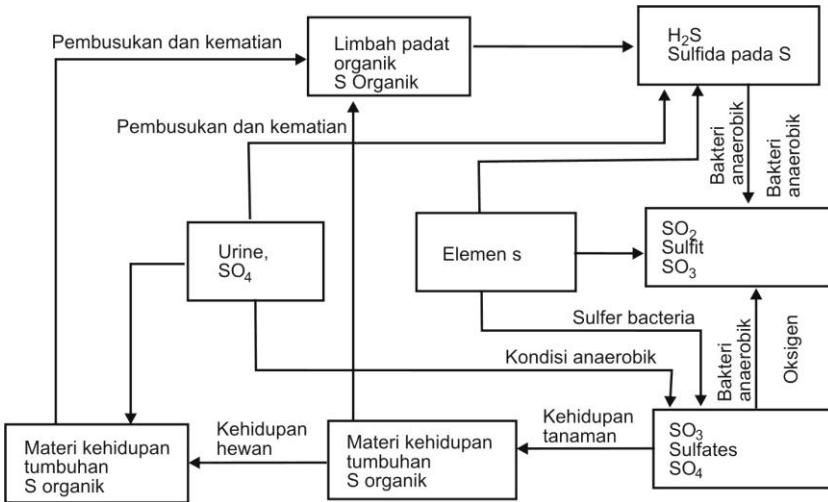 Pembusukan dan kematian
Limbah padat
organik
S Organik
H₂S
Sulfida pada S
Pembusukan dan kematian
Bakteri
anaerobik
Bakteri
anaerobik
Urine,
SO₄
Elemen s
SO₂
Sulfit
SO₃
Sulfer bacteria
Kondisi anaerobik
Bakteri
anaerobik
Oksigen
Materi kehidupan
tumbuhan
S organik
Kehidupan
hewan
Materi kehidupan
tumbuhan
S organik
Kehidupan
tanaman
SO₃
Sulfates
SO₄